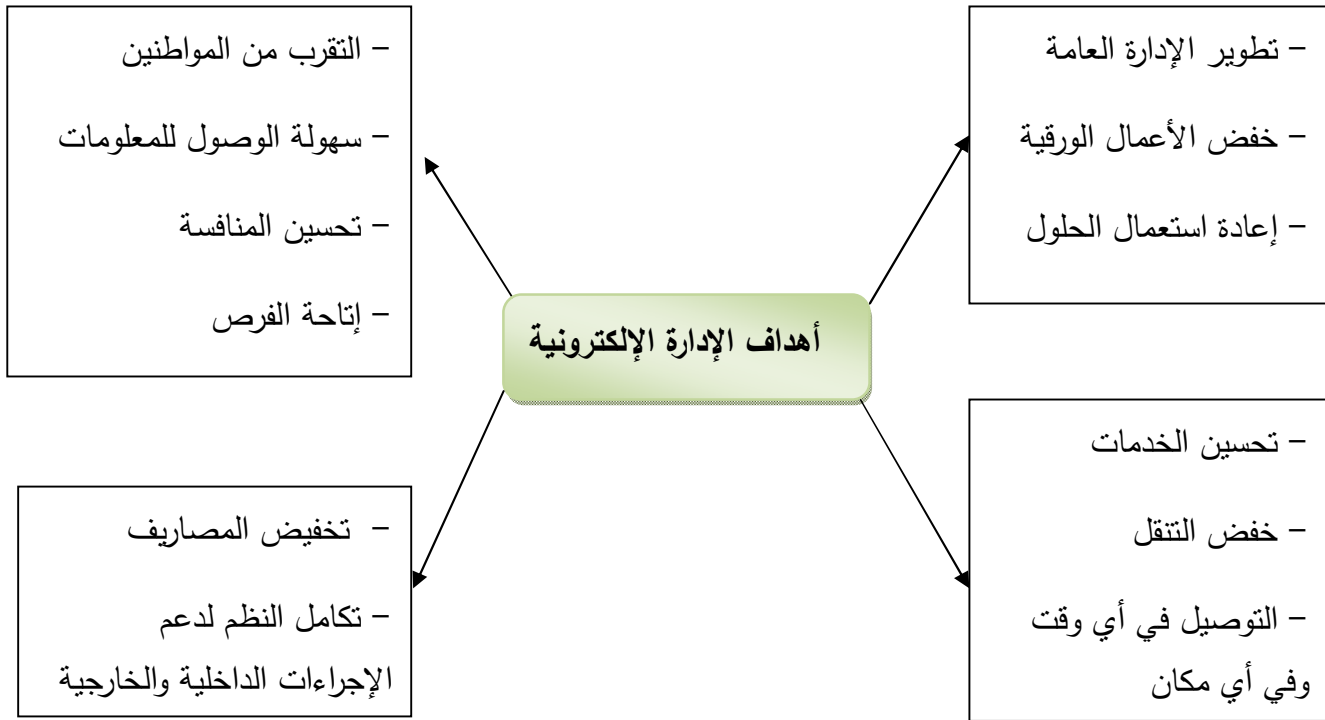 – تطوير الإدارة العامة
– خفض الأعمال الورقية
– إعادة استعمال الحلول
– التقرب من المواطنين
– سهولة الوصول للمعلومات
– تحسين المنافسة
– إتاحة الفرص
أهداف الإدارة الإلكترونية
– تحسين الخدمات
– خفض التنقل
– التوصيل في أي وقت
وفي أي مكان
– تخفيض المصاريف
– تكامل النظم لدعم
الإجراءات الداخلية والخارجية